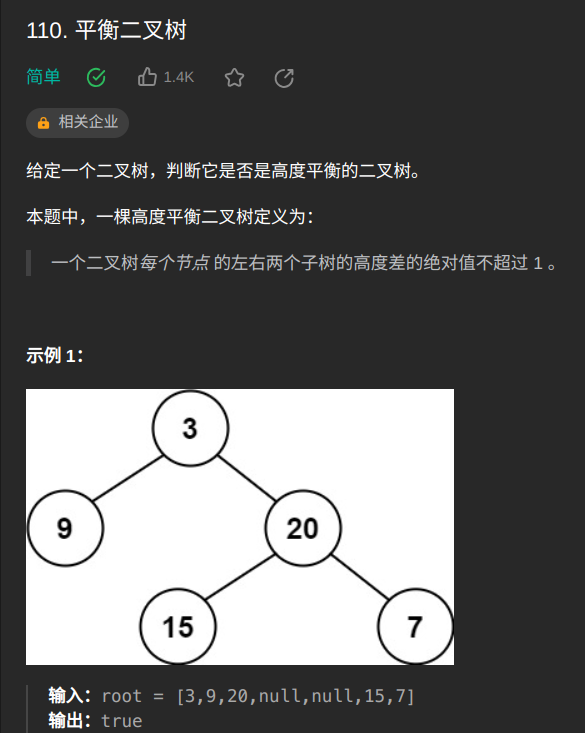 110. 平衡二叉树
简单
1.4K
相关企业
给定一个二叉树，判断它是否是高度平衡的二叉树。
本题中，一棵高度平衡二叉树定义为：
一个二叉树每个节点 的左右两个子树的高度差的绝对值不超过 1 。
示例 1：
3
9
20
15
7
输入：root = [3,9,20,null,null,15,7]
输出：true